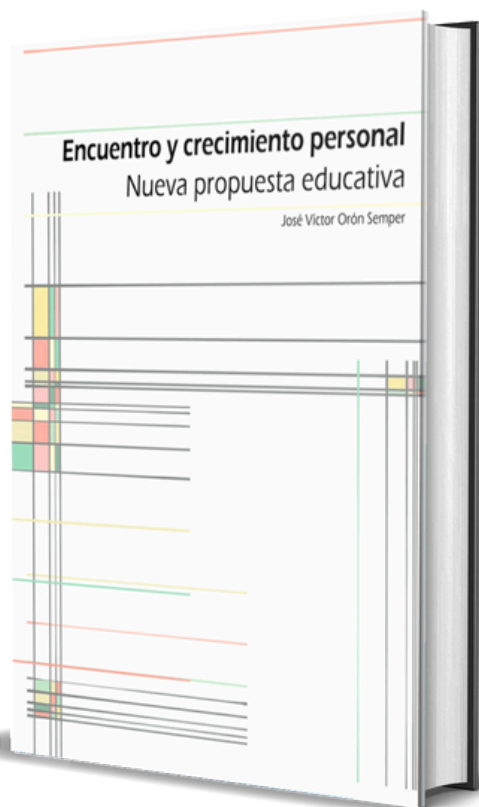 Encuentro y crecimiento personal
Nueva propuesta educativa
José Víctor Orón Semper